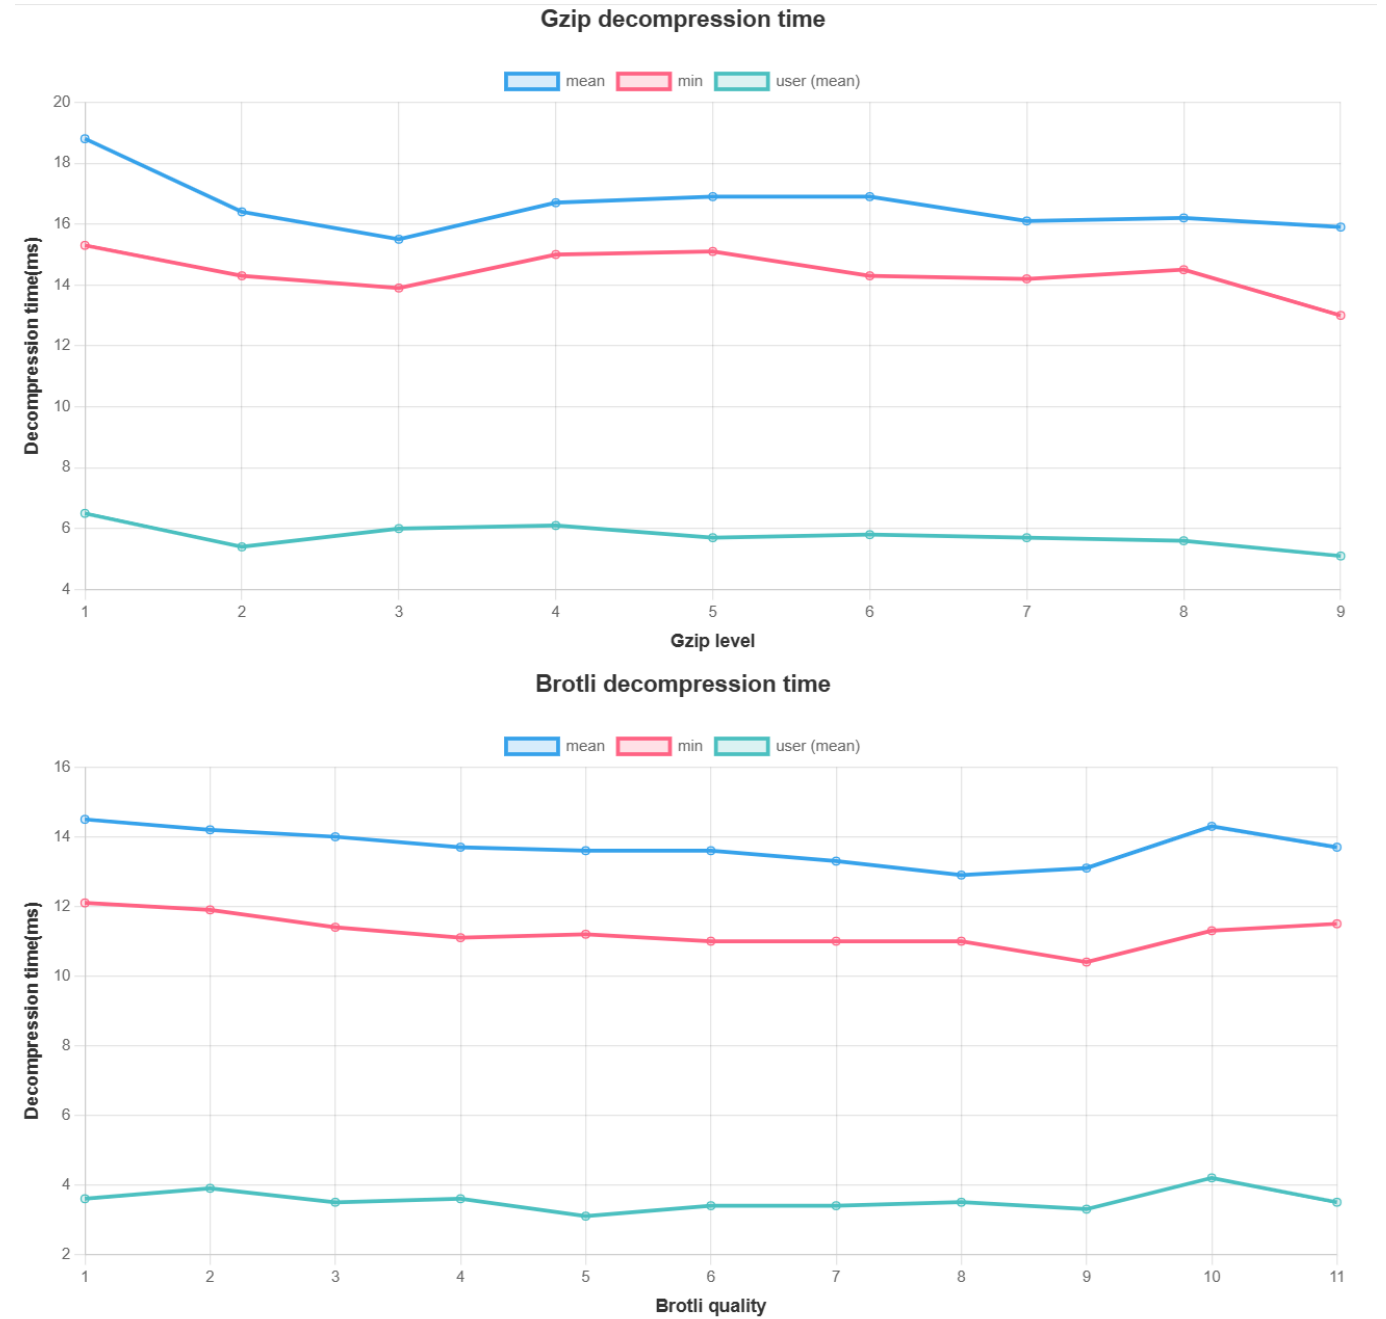 Gzip decompression time
mean min user (mean)
20
18
16
14
12
10
8
6
4
Decompression time(ms)
1 2 3 4 5 6 7 8 9
Gzip level
Brotli decompression time
mean min user (mean)
16
14
12
10
8
6
4
2
Decompression time(ms)
1 2 3 4 5 6 7 8 9 10 11
Brotli quality